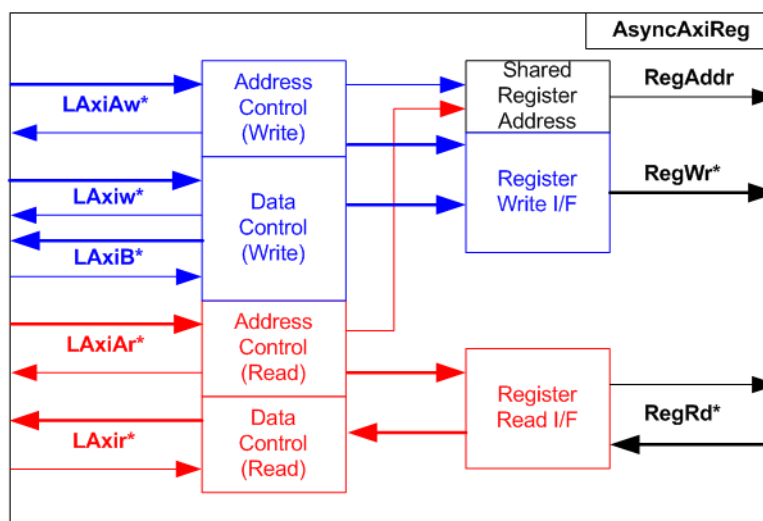 AsyncAxiReg
LAxiAw*
Address
Control
(Write)
Shared
Register
Address
RegAddr
LAxiw*
LAxiB*
Data
Control
(Write)
Register
Write I/F
RegWr*
LAxiAr*
Address
Control
(Read)
LAxir*
Data
Control
(Read)
Register
Read I/F
RegRd*